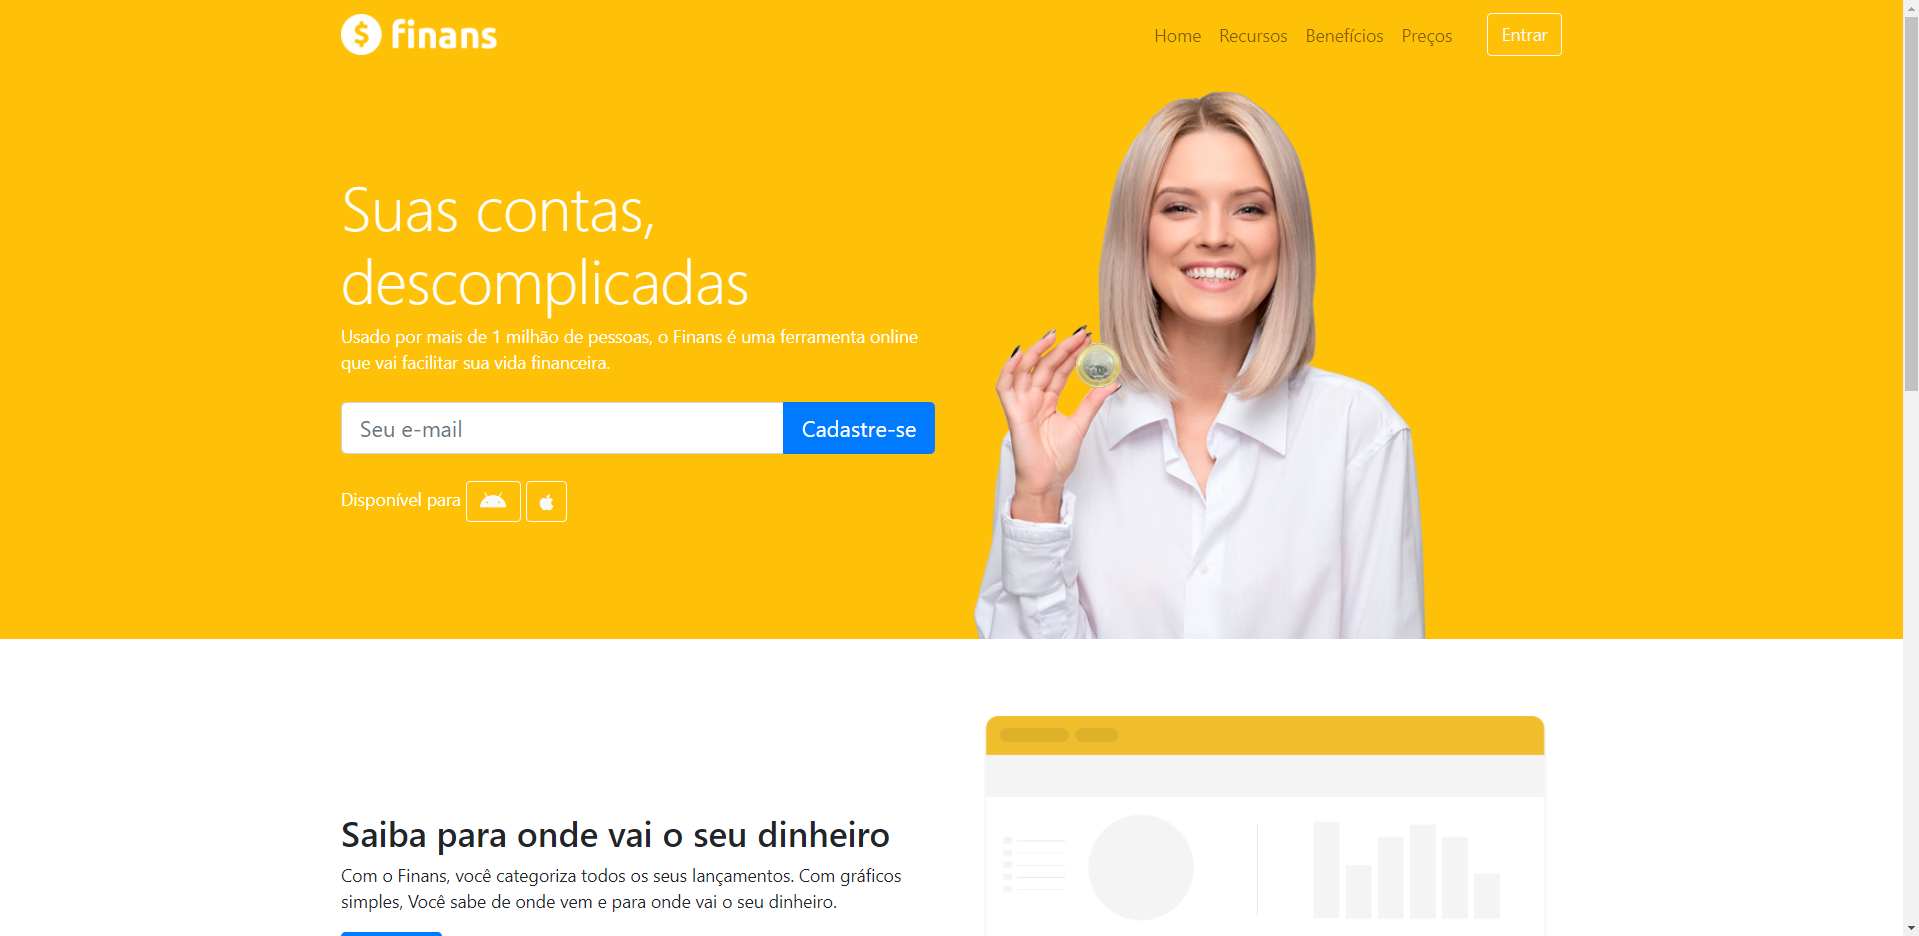 finans
Home Recursos Benefícios Preços Entrar
Suas contas,
descomplicadas
Usado por mais de 1 milhão de pessoas, o Finans é uma ferramenta online
que vai facilitar sua vida financeira.
Seu e-mail Cadastre-se
Disponível para
Saiba para onde vai o seu dinheiro
Com o Finans, você categoriza todos os seus lançamentos. Com gráficos
simples, Você sabe de onde vem e para onde vai o seu dinheiro.